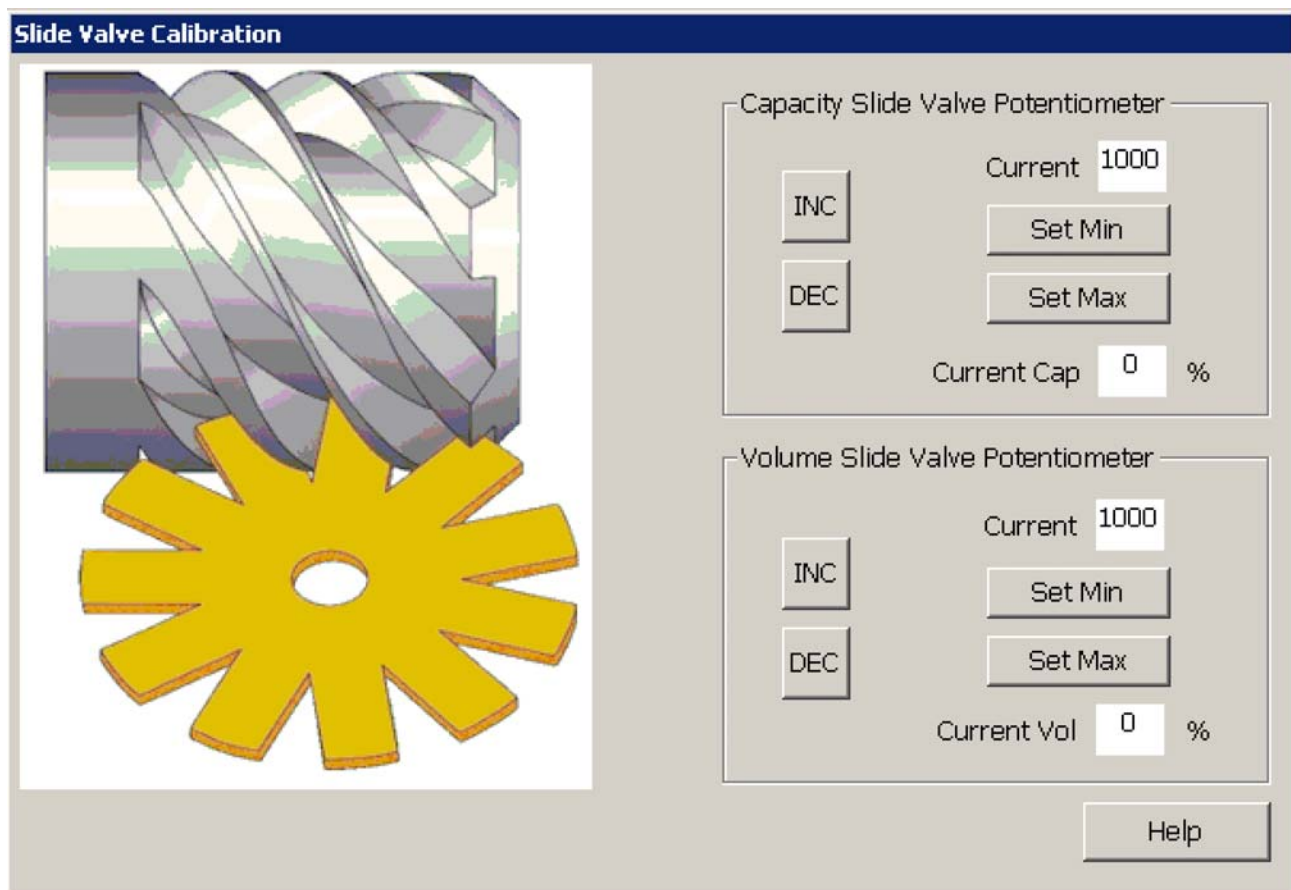 Slide Valve Calibration
Capacity Slide Valve Potentiometer
Current 1000
INC
Set Min
DEC
Set Max
Current Cap 0 %
Volume Slide Valve Potentiometer
Current 1000
INC
Set Min
DEC
Set Max
Current Vol 0 %
Help